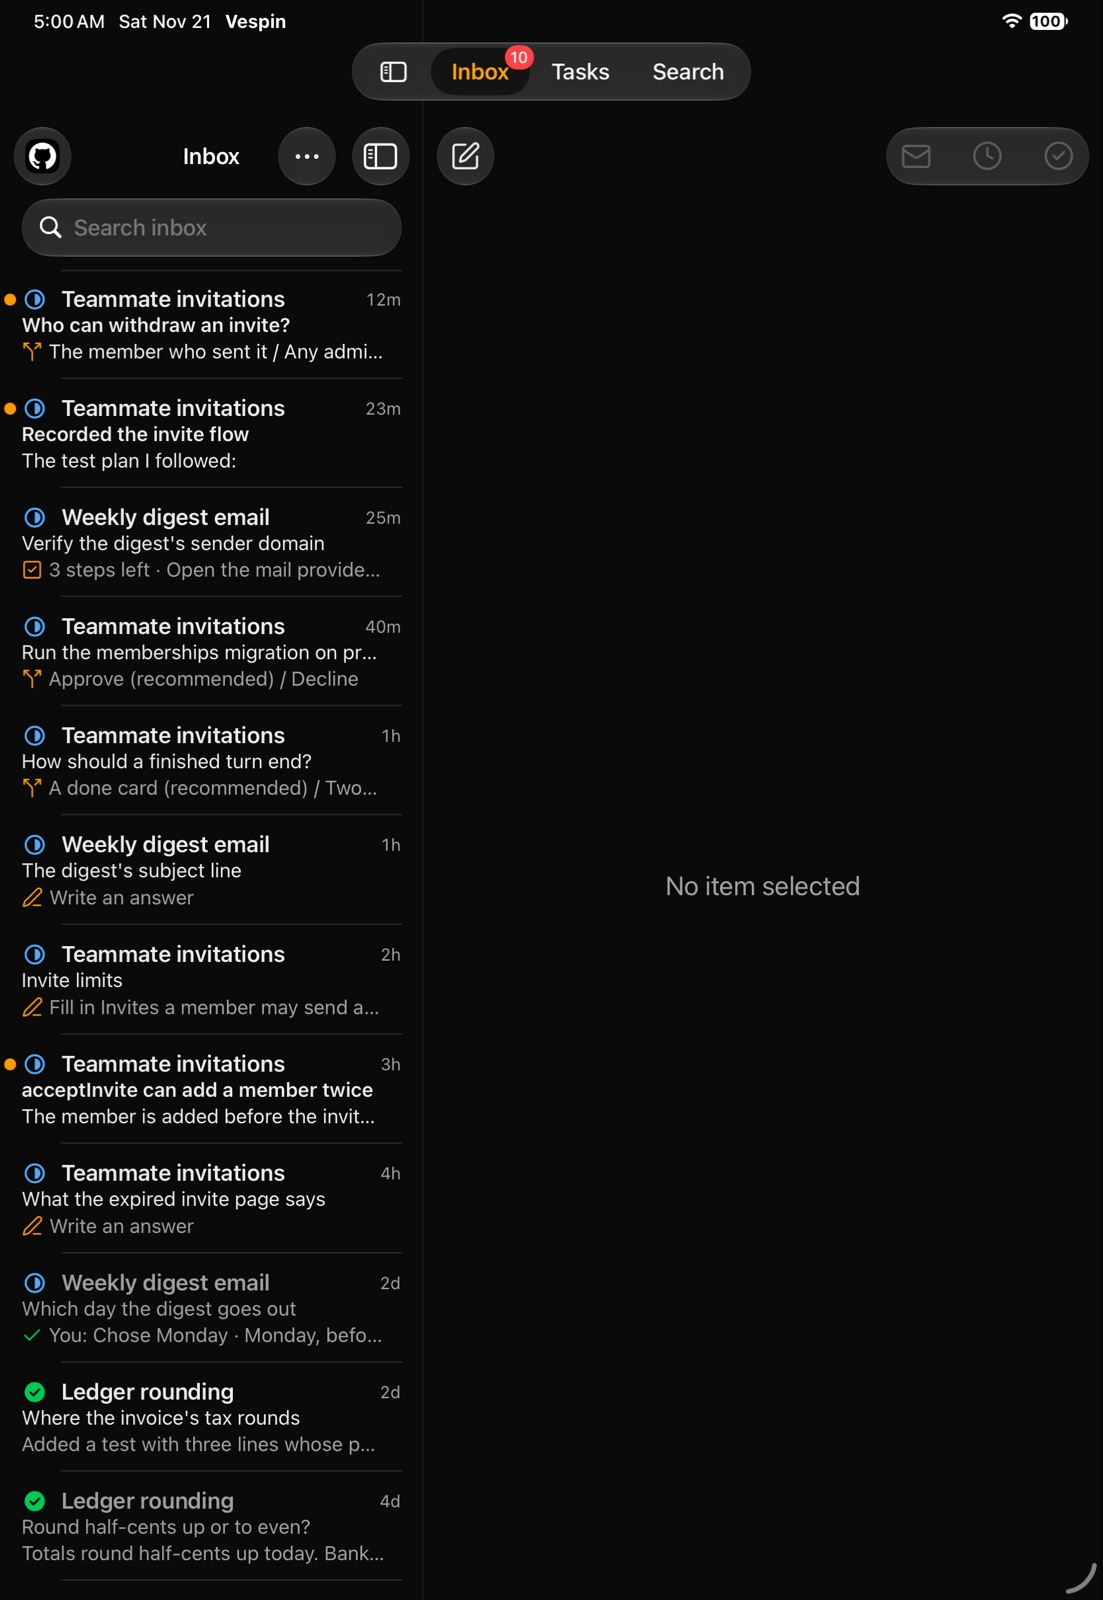 5:00 AM Sat Nov 21 Vespin
100
Inbox
10
Tasks
Search
Inbox
Search inbox
Teammate invitations 12m
Who can withdraw an invite?
The member who sent it / Any admi...
Teammate invitations 23m
Recorded the invite flow
The test plan I followed:
Weekly digest email 25m
Verify the digest's sender domain
3 steps left · Open the mail provide...
Teammate invitations 40m
Run the memberships migration on pr...
Approve (recommended) / Decline
Teammate invitations 1h
How should a finished turn end?
A done card (recommended) / Two...
Weekly digest email 1h
The digest's subject line
Write an answer
Teammate invitations 2h
Invite limits
Fill in Invites a member may send a...
Teammate invitations 3h
acceptInvite can add a member twice
The member is added before the invit...
Teammate invitations 4h
What the expired invite page says
Write an answer
Weekly digest email 2d
Which day the digest goes out
You: Chose Monday · Monday, befo...
Ledger rounding 2d
Where the invoice's tax rounds
Added a test with three lines whose p...
Ledger rounding 4d
Round half-cents up or to even?
Totals round half-cents up today. Bank...
No item selected